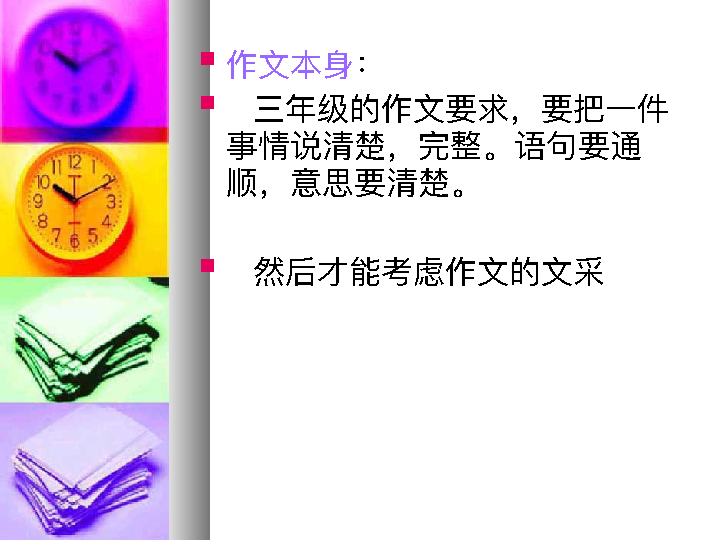 作文本身：
三年级的作文要求，要把一件
事情说清楚，完整。语句要通
顺，意思要清楚。
然后才能考虑作文的文采